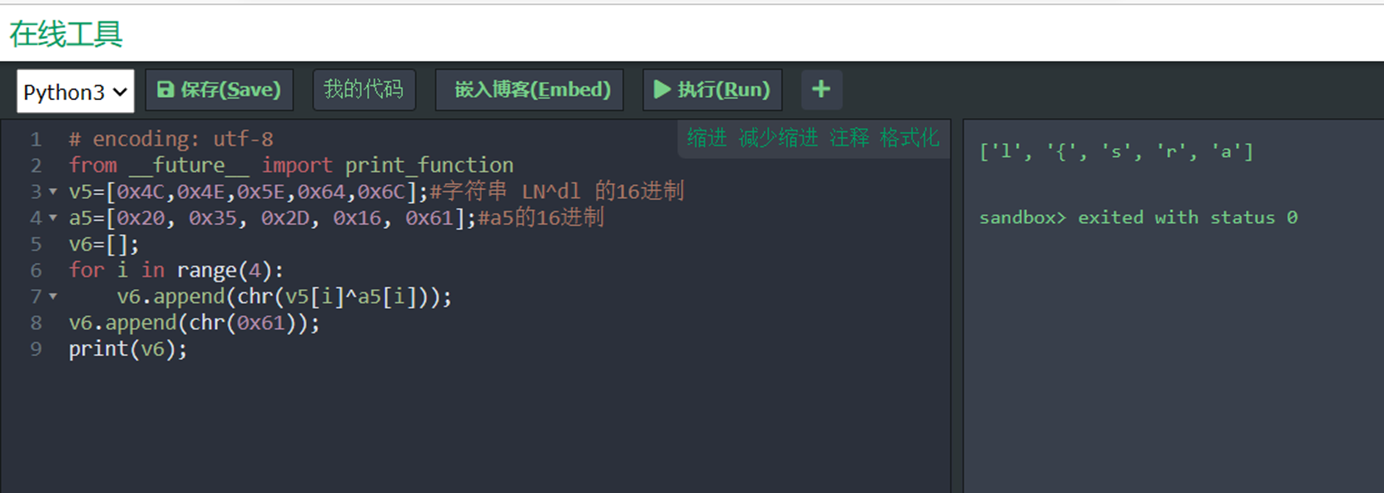 在线工具
Python3 保存(Save) 我的代码 嵌入博客(Embed) 执行(Run) +
缩进 减少缩进 注释 格式化
1 # encoding: utf-8
2 from __future__ import print_function
3 v5=[0x4C,0x4E,0x5E,0x64,0x6C];#字符串 LN^dl 的16进制
4 a5=[0x20, 0x35, 0x2D, 0x16, 0x61];#a5的16进制
5 v6=[];
6 for i in range(4):
7     v6.append(chr(v5[i]^a5[i]));
8 v6.append(chr(0x61));
9 print(v6);
['l', '{', 's', 'r', 'a']
sandbox> exited with status 0